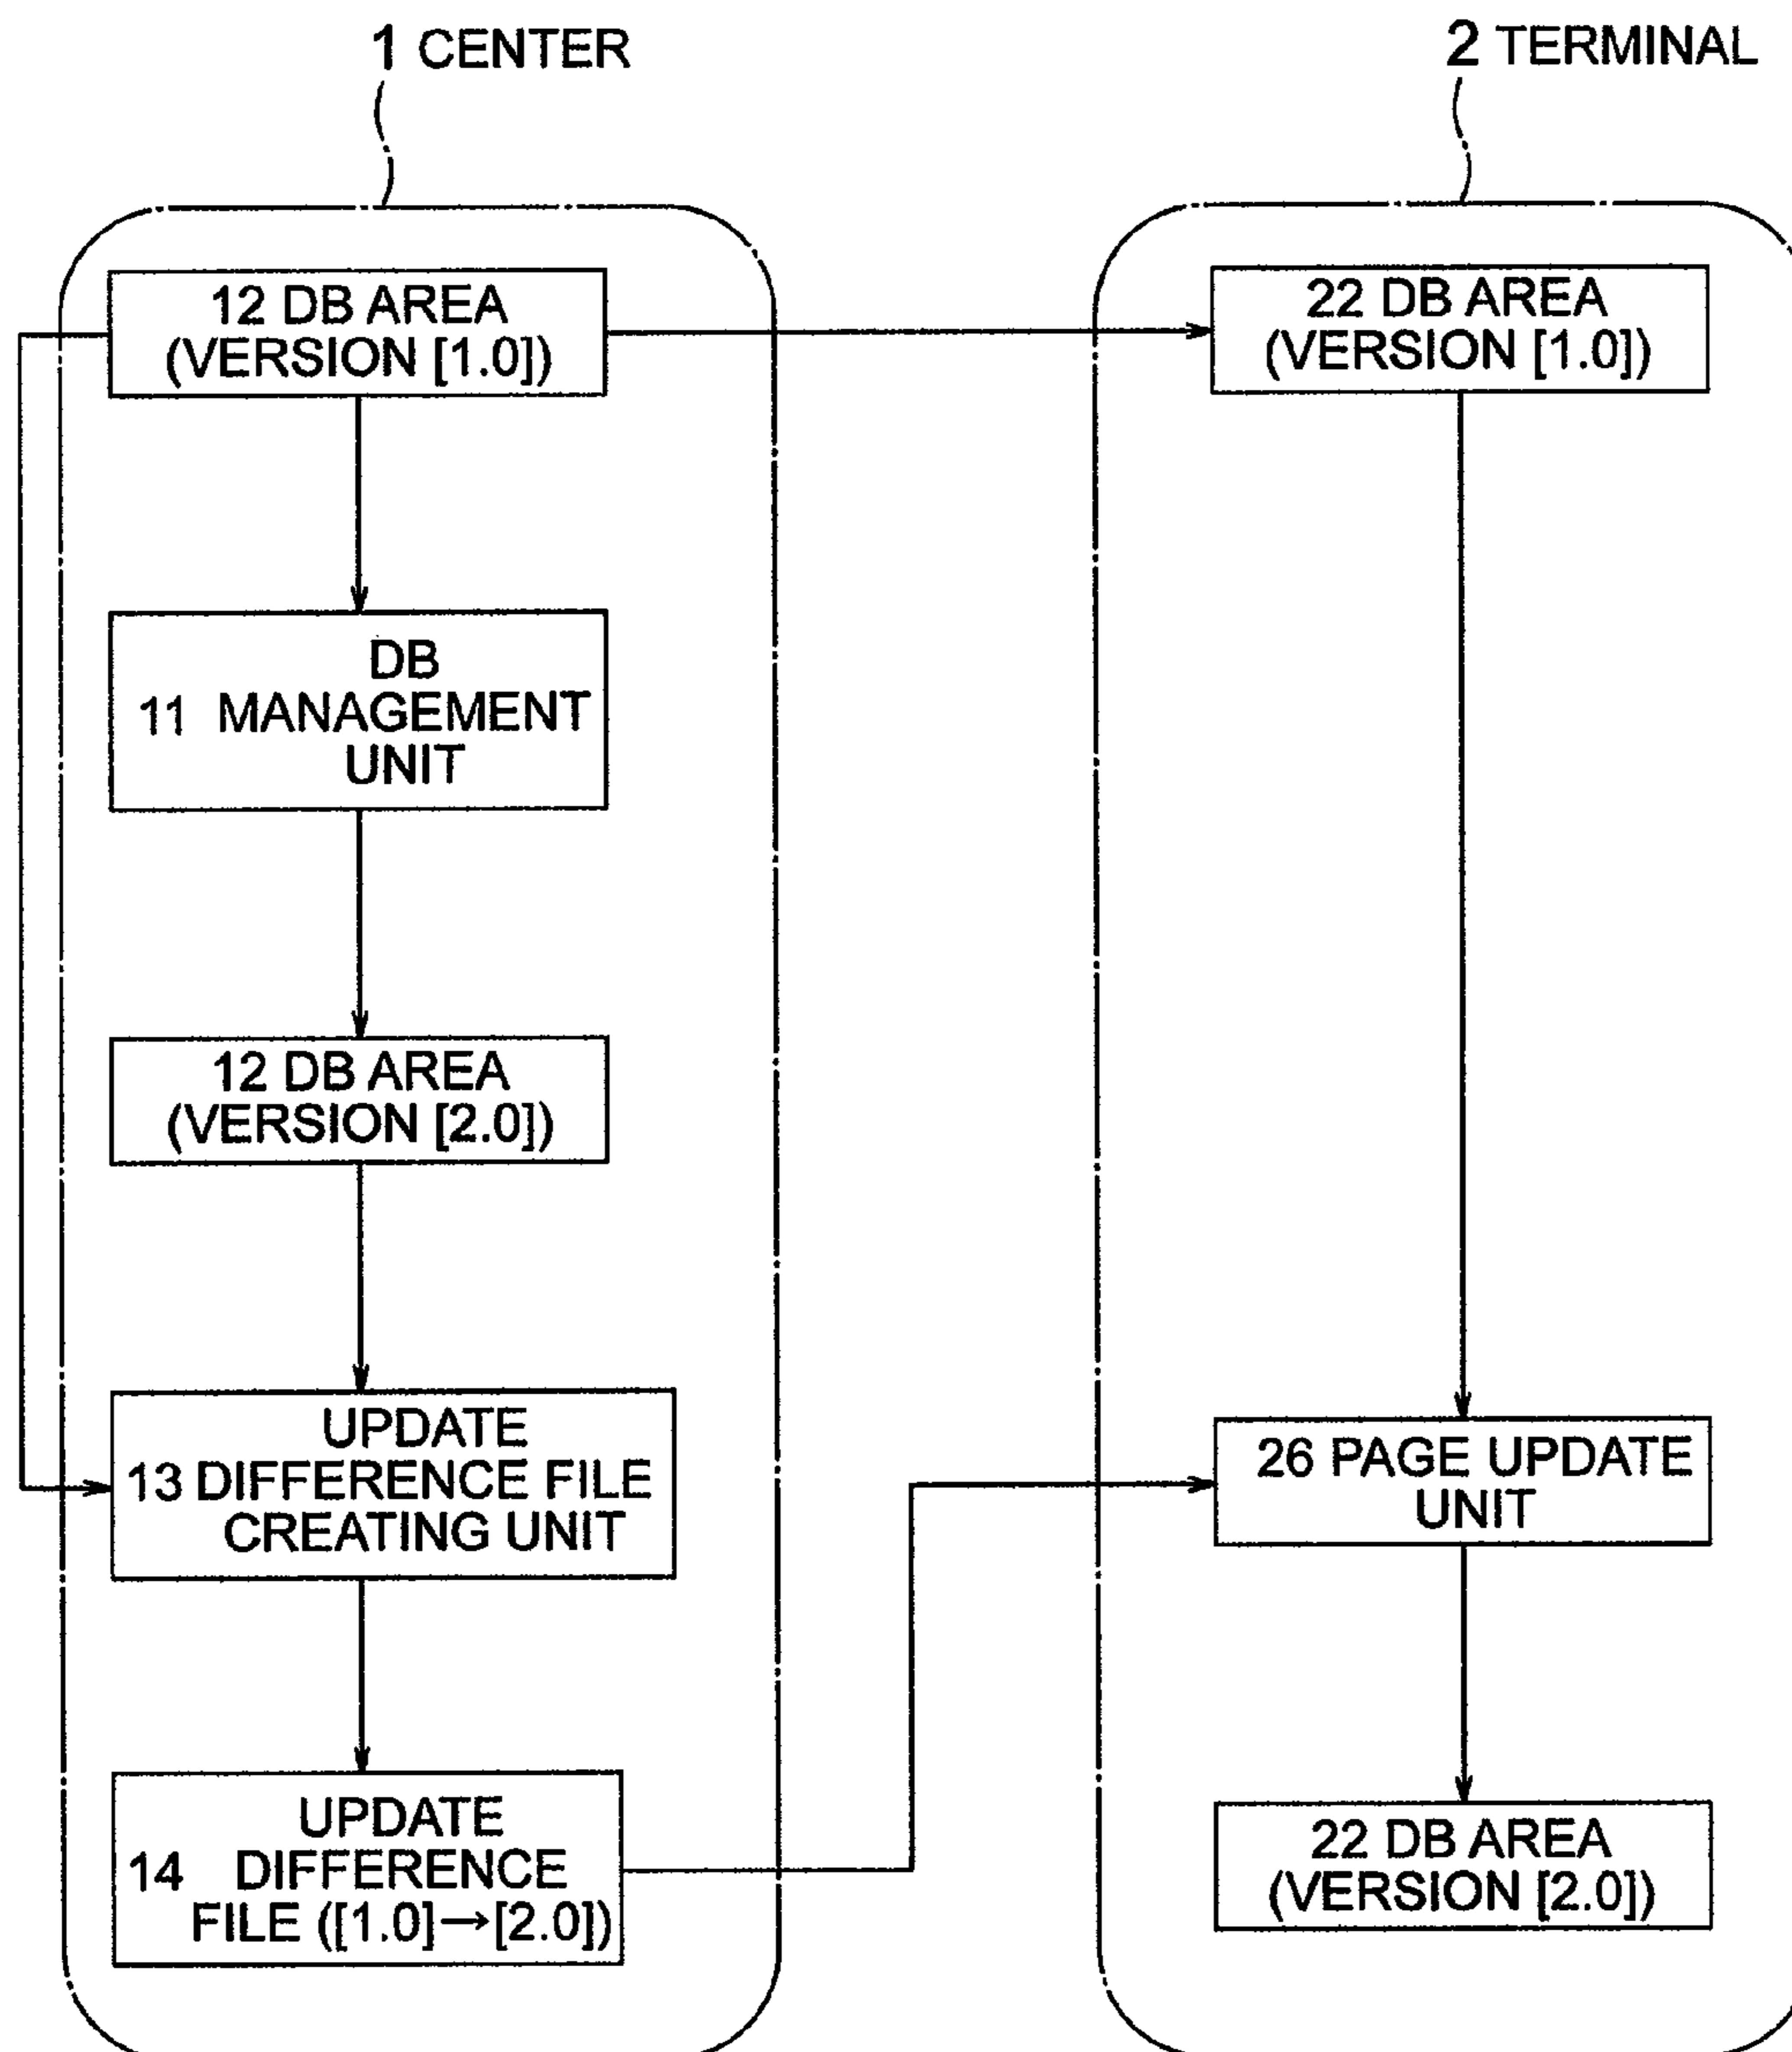 1 CENTER
2 TERMINAL
12 DB AREA
(VERSION [1.0])
22 DB AREA
(VERSION [1.0])
DB
11 MANAGEMENT
UNIT
12 DB AREA
(VERSION [2.0])
UPDATE
13 DIFFERENCE FILE
CREATING UNIT
26 PAGE UPDATE
UNIT
UPDATE
14 DIFFERENCE
FILE ([1.0]→[2.0])
22 DB AREA
(VERSION [2.0])